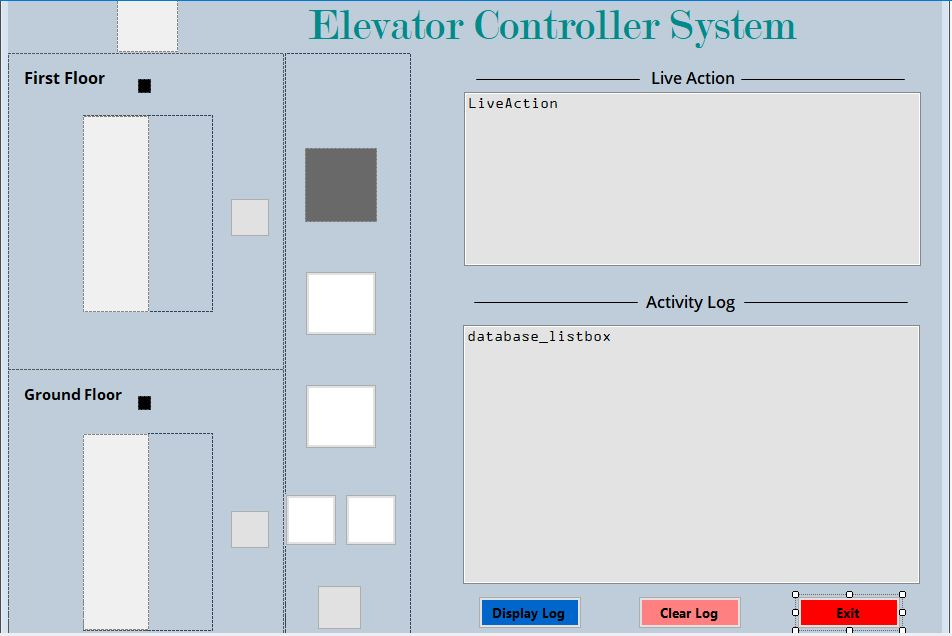 Elevator Controller System
First Floor
Live Action
LiveAction
Activity Log
database_listbox
Ground Floor
Display Log
Clear Log
Exit